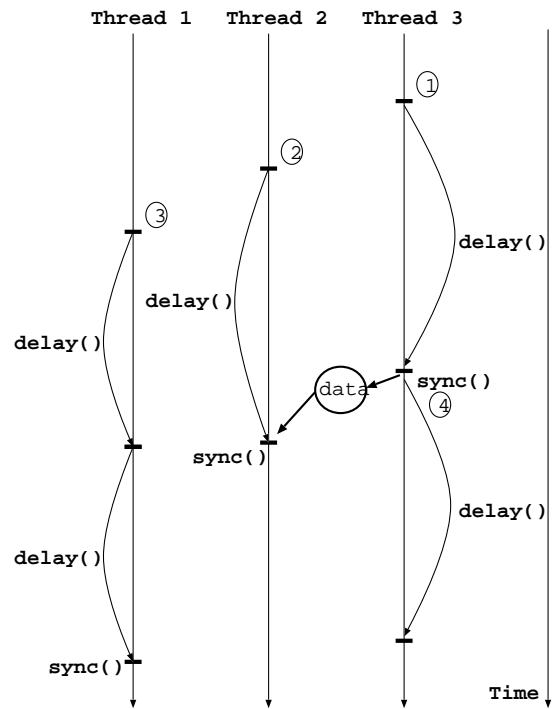 Thread 1 Thread 2 Thread 3
1
2
3
delay()
delay()
delay()
data sync()
4
sync()
delay()
delay()
sync()
Time